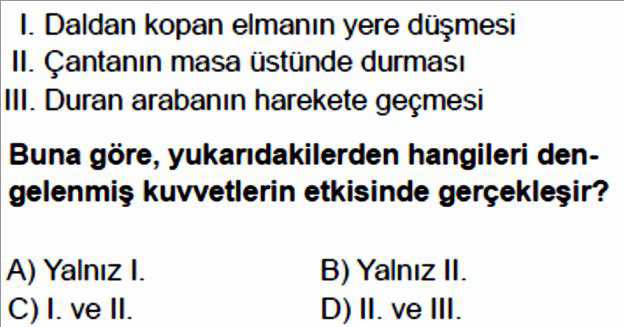 I. Daldan kopan elmanın yere düşmesi
II. Çantanın masa üstünde durması
III. Duran arabanın harekete geçmesi
Buna göre, yukarıdakilerden hangileri den-
gelenmiş kuvvetlerin etkisinde gerçekleşir?
A) Yalnız I. B) Yalnız II.
C) I. ve II. D) II. ve III.